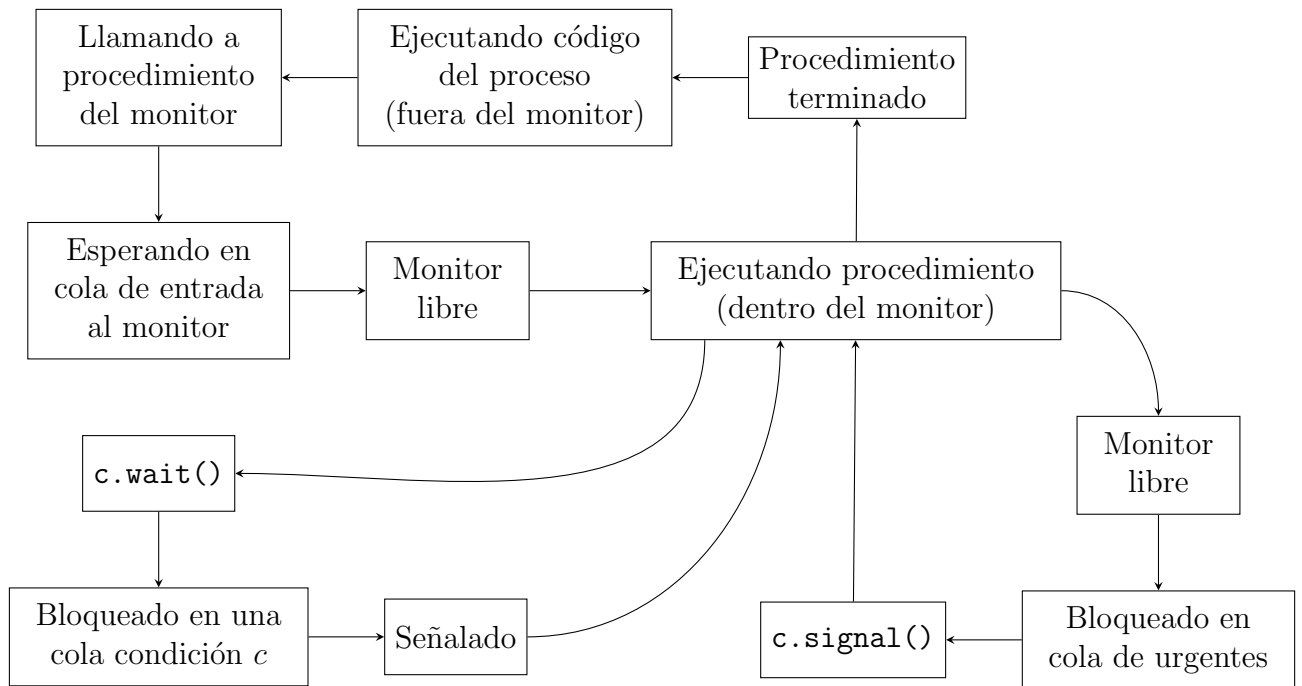 Llamando a
procedimiento
del monitor
Ejecutando código
del proceso
(fuera del monitor)
Procedimiento
terminado
Esperando en
cola de entrada
al monitor
Monitor
libre
Ejecutando procedimiento
(dentro del monitor)
c.wait()
Monitor
libre
Bloqueado en una
cola condición c
Señalado
c.signal()
Bloqueado en
cola de urgentes